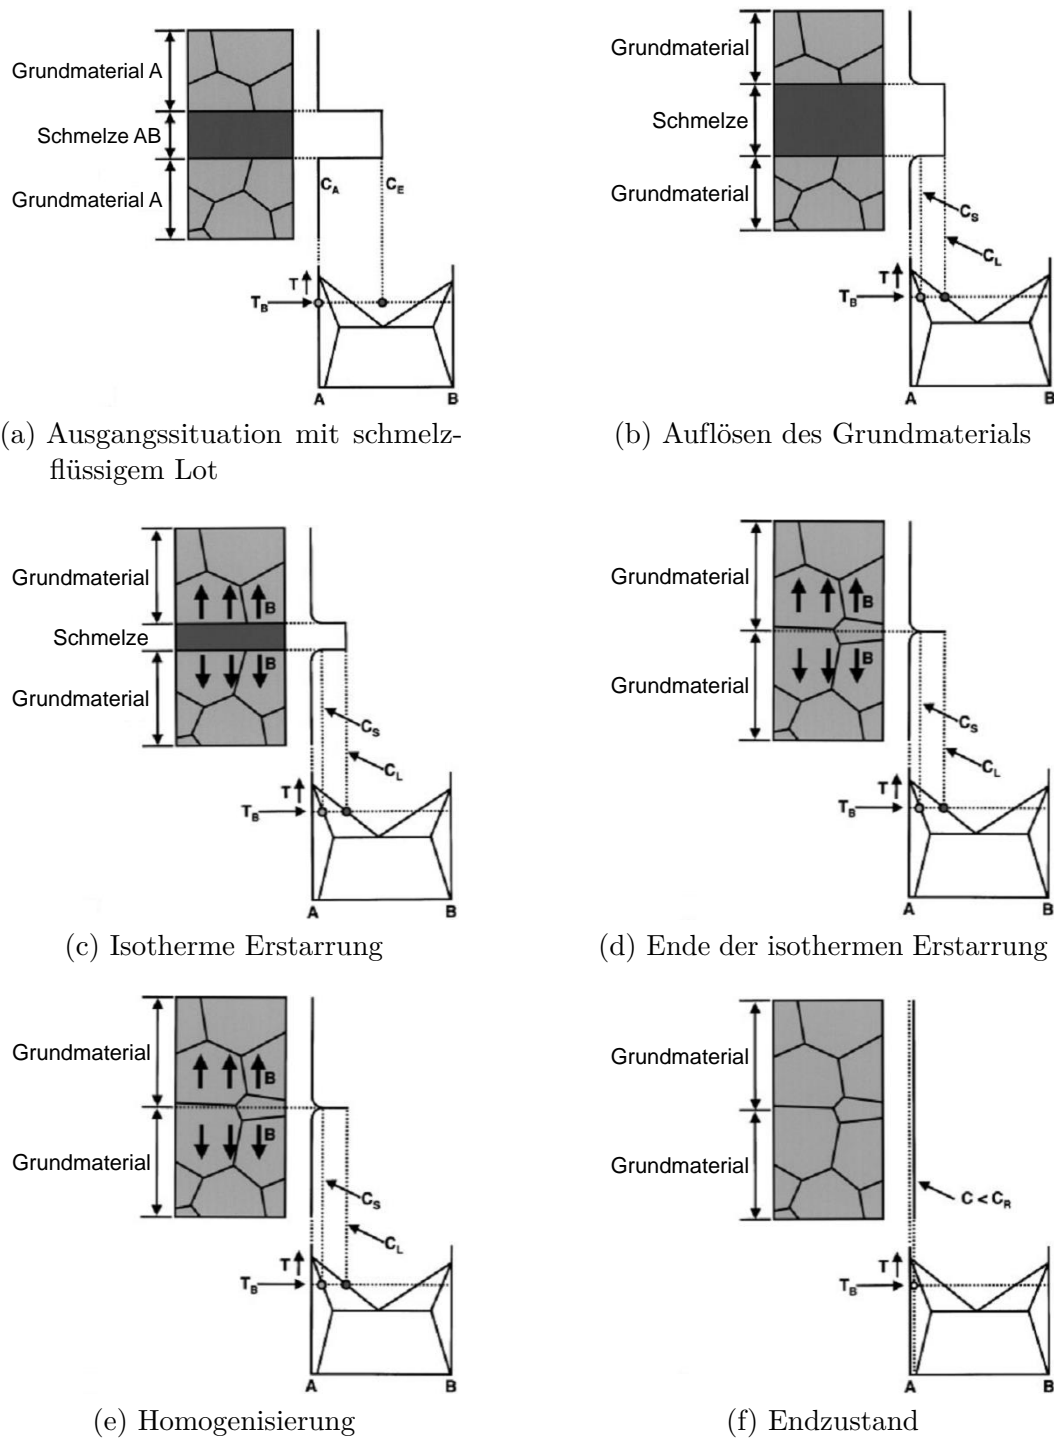 Grundmaterial A
Schmelze AB
Grundmaterial A
C_A
C_E
T
T_B
A
B
(a) Ausgangssituation mit schmelz-
flüssigem Lot
Grundmaterial
Schmelze
Grundmaterial
C_S
C_L
T
T_B
A
B
(b) Auflösen des Grundmaterials
Grundmaterial
B
Schmelze
B
Grundmaterial
C_S
C_L
T
T_B
A
B
(c) Isotherme Erstarrung
Grundmaterial
B
B
Grundmaterial
C_S
C_L
T
T_B
A
B
(d) Ende der isothermen Erstarrung
Grundmaterial
B
B
Grundmaterial
C_S
C_L
T
T_B
A
B
(e) Homogenisierung
Grundmaterial
Grundmaterial
C < C_R
T
T_B
A
B
(f) Endzustand